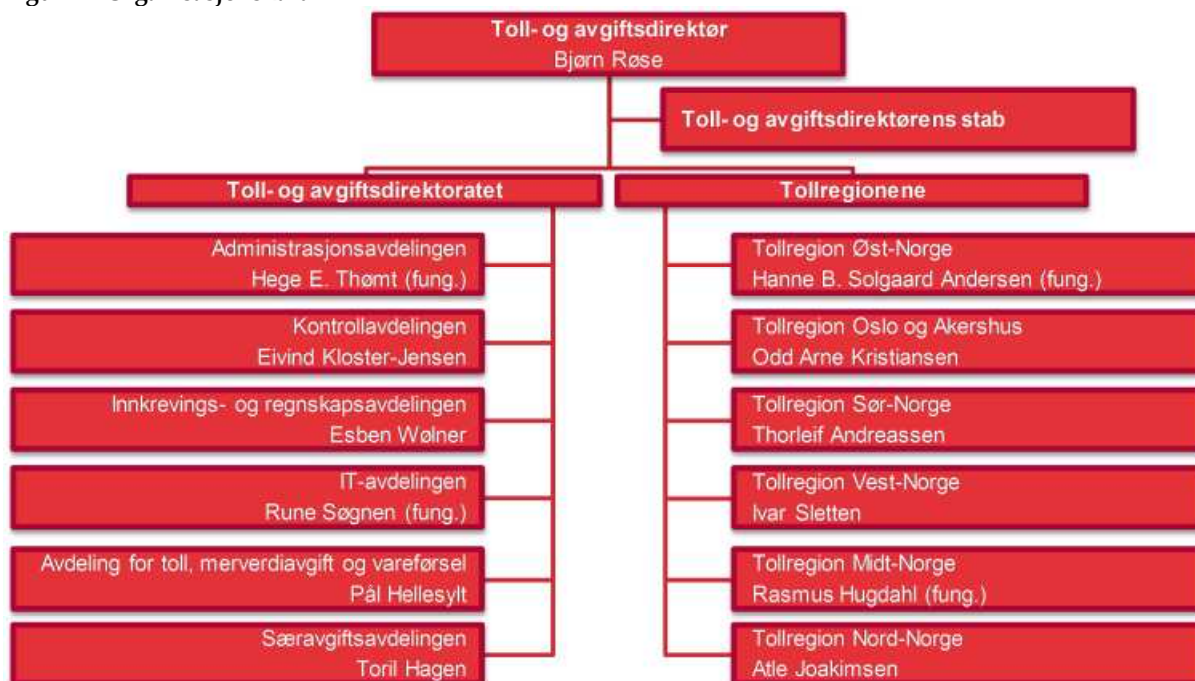 Toll- og avgiftsdirektør
Bjørn Røse
Toll- og avgiftsdirektørens stab
Toll- og avgiftsdirektoratet
Administrasjonsavdelingen
Hege E. Thømt (fung.)
Kontrollavdelingen
Eivind Kloster-Jensen
Innkrevings- og regnskapsavdelingen
Esben Wølner
IT-avdelingen
Rune Søgnen (fung.)
Avdeling for toll, merverdiavgift og vareførsel
Pål Hellesylt
Særavgiftsavdelingen
Toril Hagen
Tollregionene
Tollregion Øst-Norge
Hanne B. Solgaard Andersen (fung.)
Tollregion Oslo og Akershus
Odd Arne Kristiansen
Tollregion Sør-Norge
Thorleif Andreassen
Tollregion Vest-Norge
Ivar Sletten
Tollregion Midt-Norge
Rasmus Hugdahl (fung.)
Tollregion Nord-Norge
Atle Joakimsen